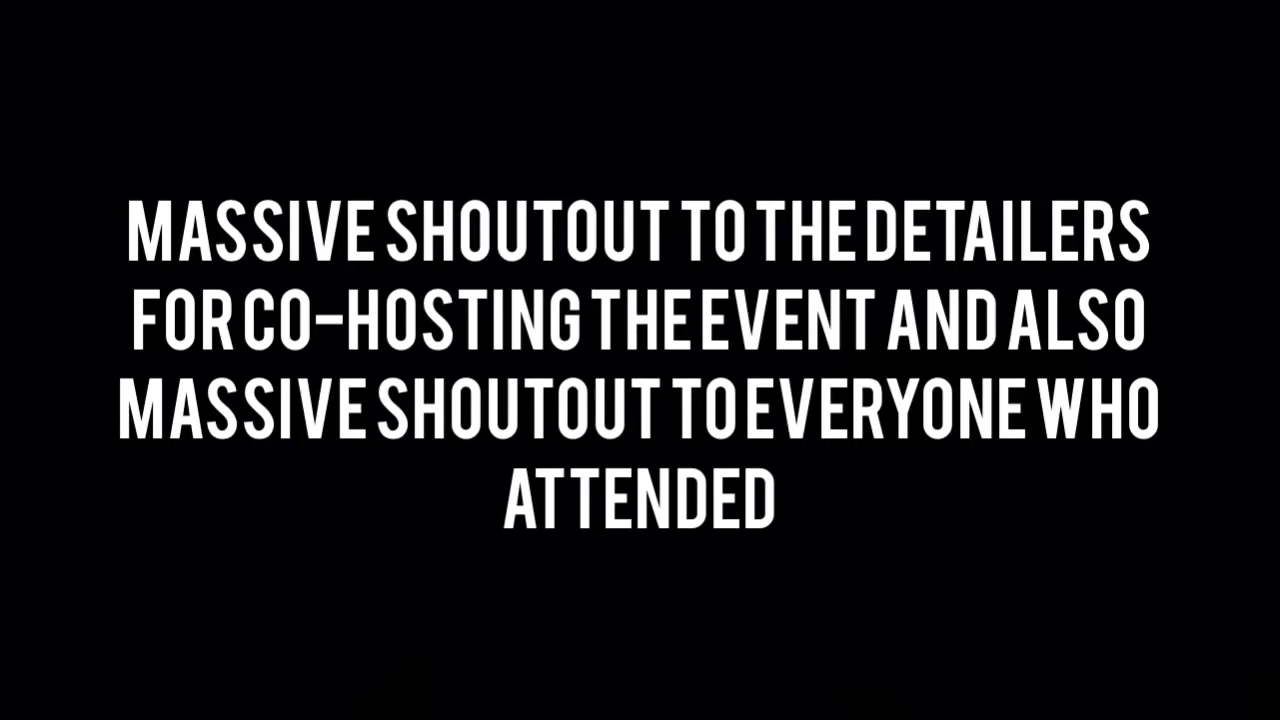 MASSIVE SHOUTOUT TO THE DETAILERS
FOR CO-HOSTING THE EVENT AND ALSO
MASSIVE SHOUTOUT TO EVERYONE WHO
ATTENDED